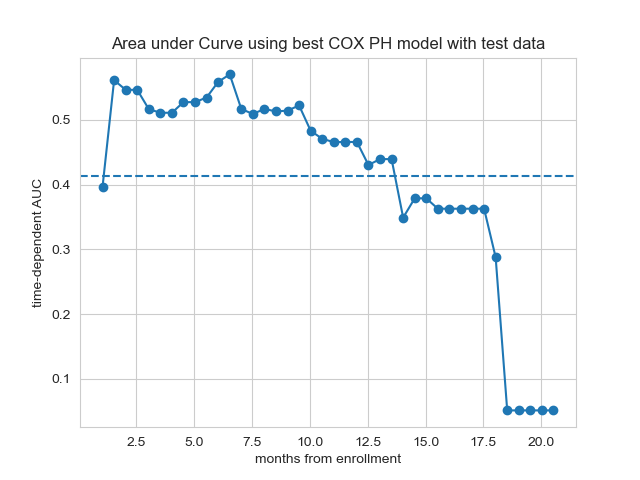 Area under Curve using best COX PH model with test data
time-dependent AUC
0.5
0.4
0.3
0.2
0.1
2.5 5.0 7.5 10.0 12.5 15.0 17.5 20.0
months from enrollment